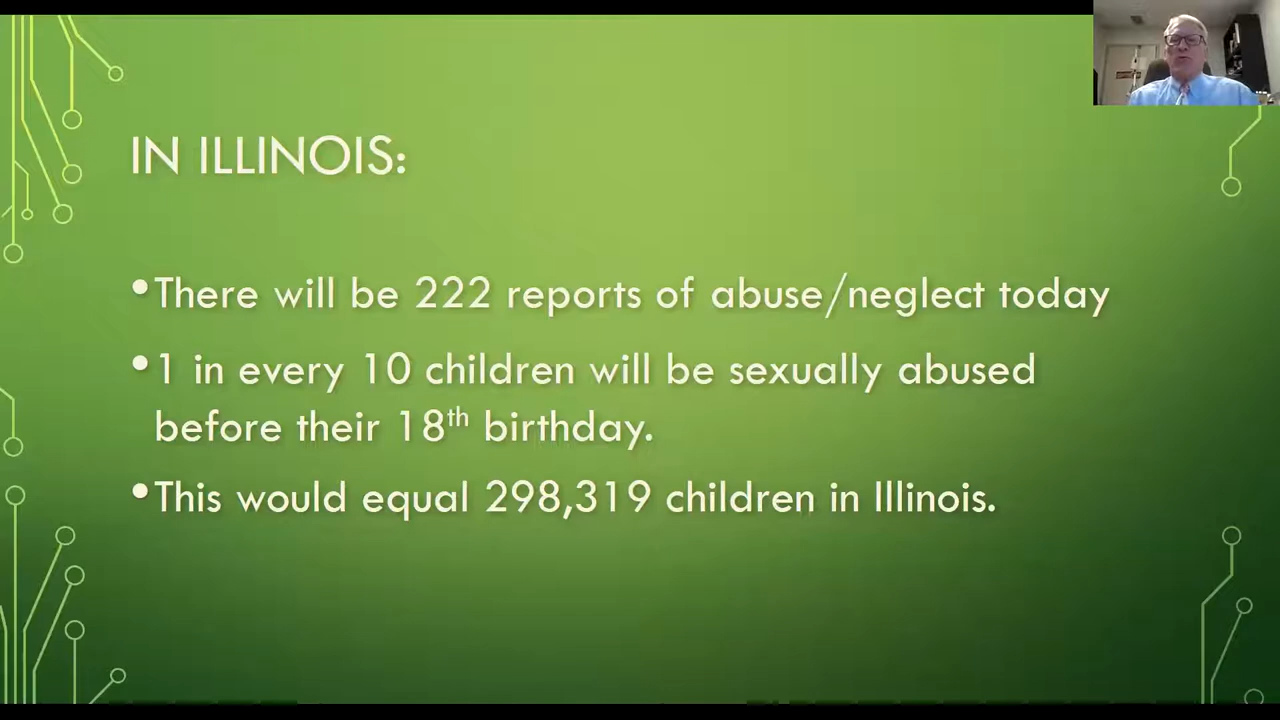 IN ILLINOIS:
•There will be 222 reports of abuse/neglect today
•1 in every 10 children will be sexually abused
before their 18th birthday.
•This would equal 298,319 children in Illinois.